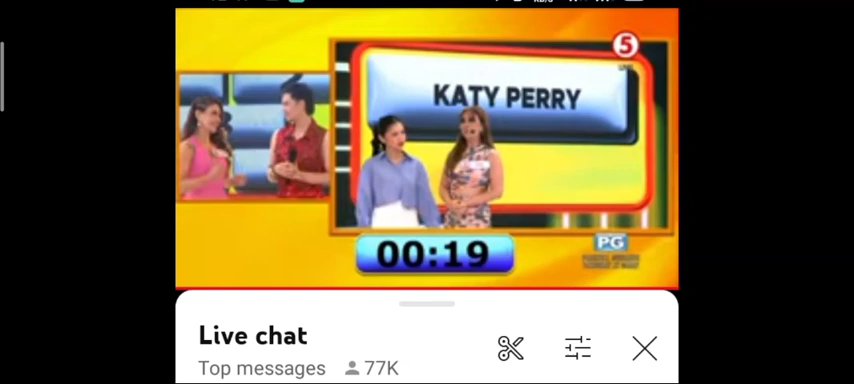 5
KATY PERRY
00:19
PG
Live chat
Top messages 77K